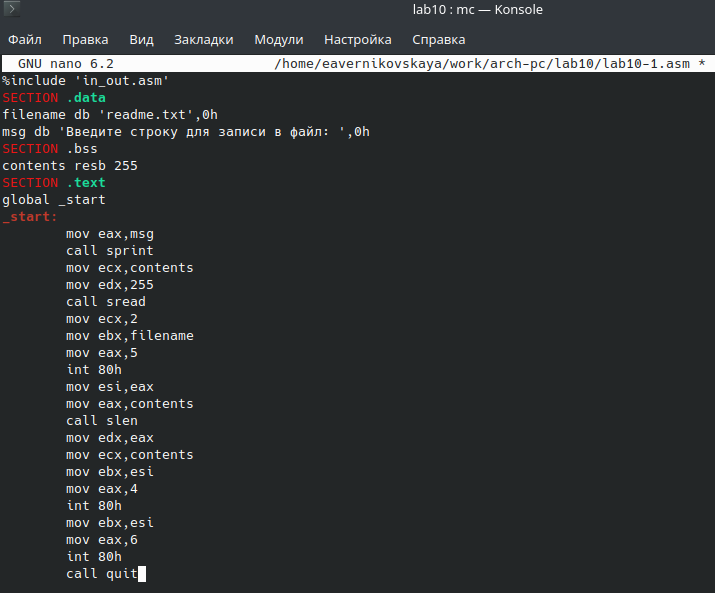 lab10 : mc — Konsole
Файл Правка Вид Закладки Модули Настройка Справка
GNU nano 6.2 /home/eavernikovskaya/work/arch-pc/lab10/lab10-1.asm *
%include 'in_out.asm'
SECTION .data
filename db 'readme.txt',0h
msg db 'Введите строку для записи в файл: ',0h
SECTION .bss
contents resb 255
SECTION .text
global _start
_start:
mov eax,msg
call sprint
mov ecx,contents
mov edx,255
call sread
mov ecx,2
mov ebx,filename
mov eax,5
int 80h
mov esi,eax
mov eax,contents
call slen
mov edx,eax
mov ecx,contents
mov ebx,esi
mov eax,4
int 80h
mov ebx,esi
mov eax,6
int 80h
call quit